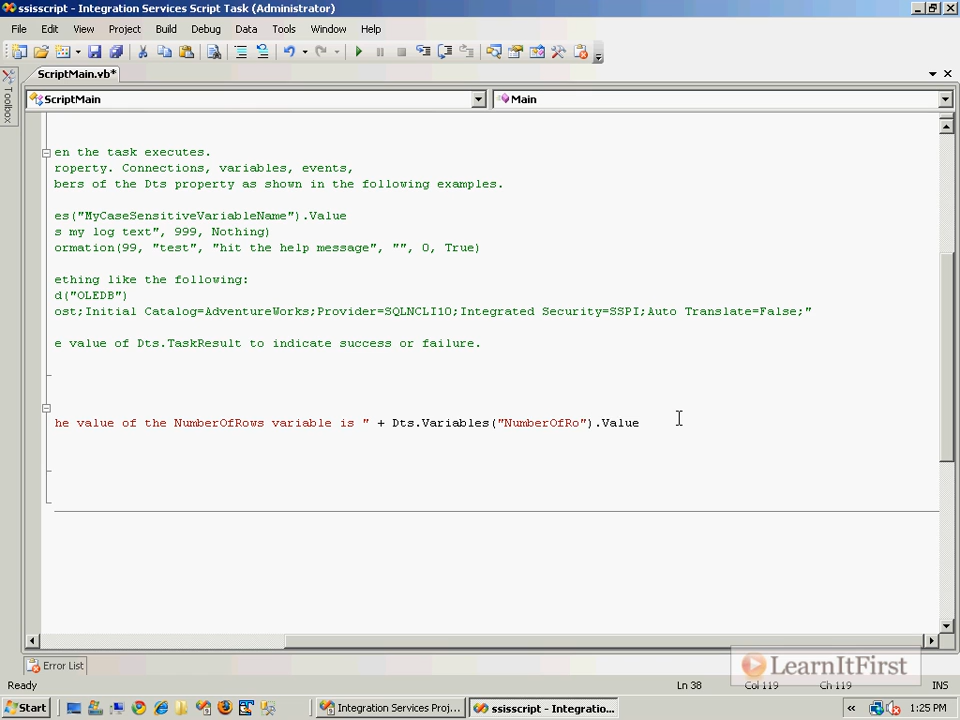 ssisscript - Integration Services Script Task (Administrator)
File Edit View Project Build Debug Data Tools Window Help
ScriptMain.vb*
Toolbox
ScriptMain
Main
en the task executes.
roperty. Connections, variables, events,
bers of the Dts property as shown in the following examples.
es("MyCaseSensitiveVariableName").Value
s my log text", 999, Nothing)
ormation(99, "test", "hit the help message", "", 0, True)
ething like the following:
d("OLEDB")
ost;Initial Catalog=AdventureWorks;Provider=SQLNCLI10;Integrated Security=SSPI;Auto Translate=False;"
e value of Dts.TaskResult to indicate success or failure.
he value of the NumberOfRows variable is " + Dts.Variables("NumberOfRo").Value
Error List
LearnItFirst
Ready Ln 38 Col 119 Ch 119 INS
Start Integration Services Proj... ssisscript - Integratio... « 1:25 PM